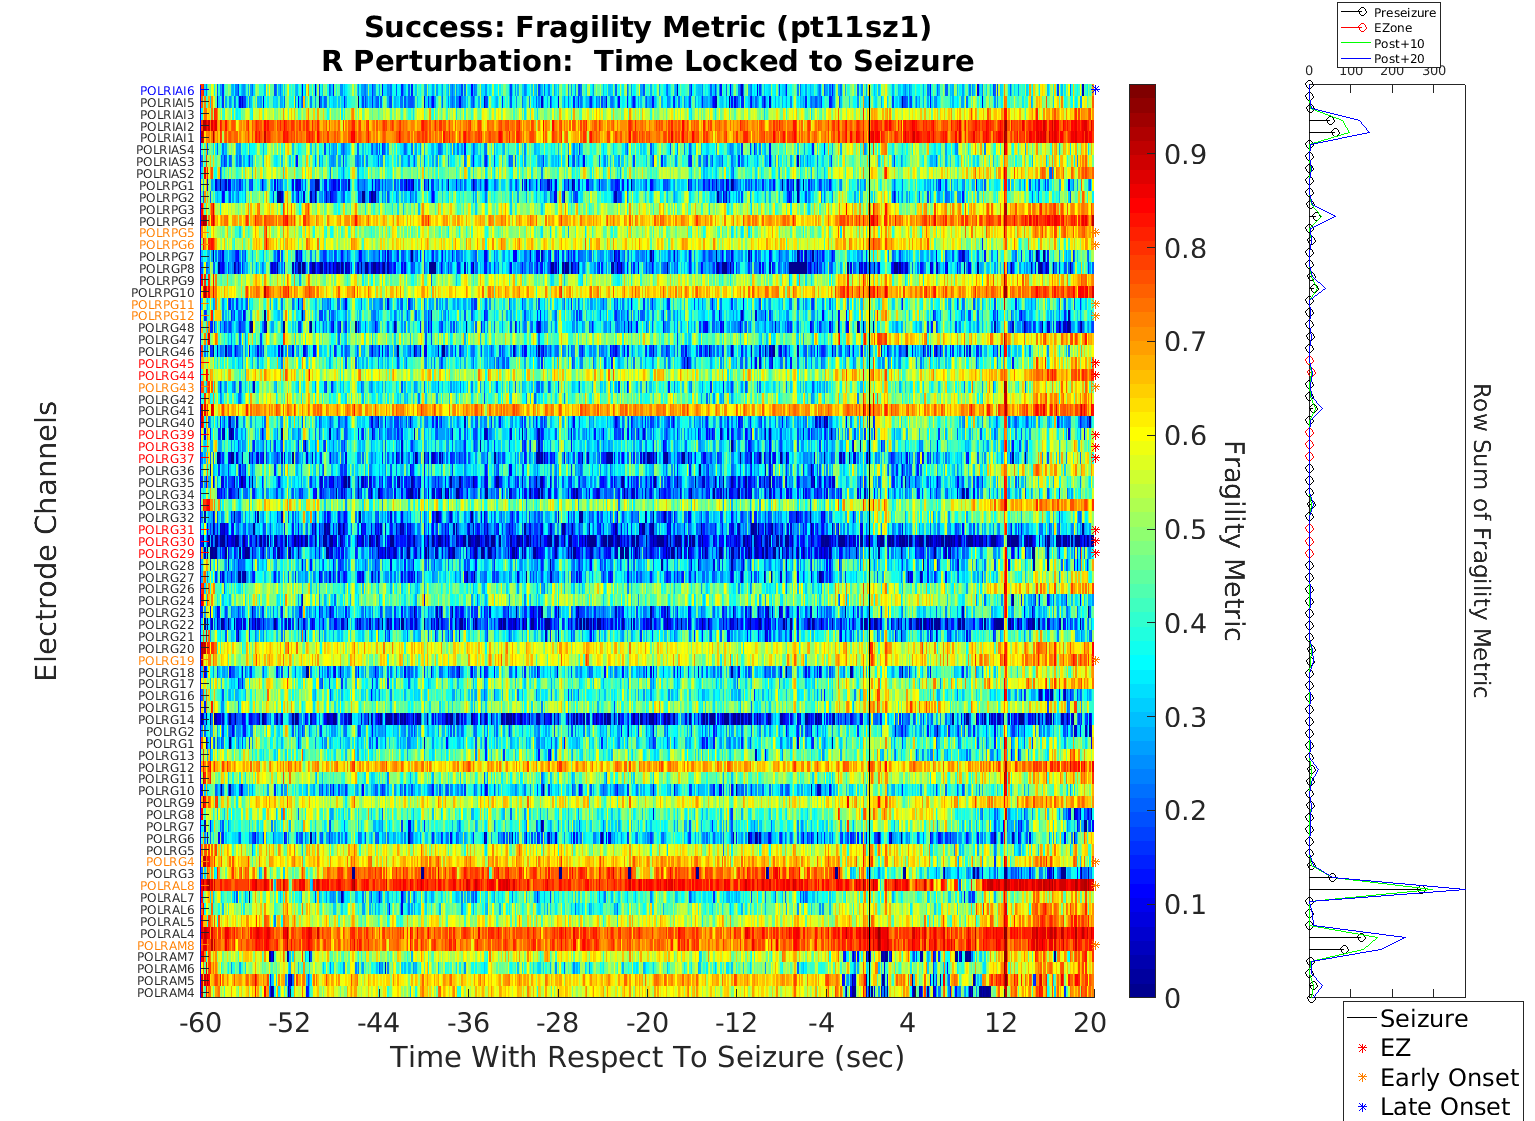 Success: Fragility Metric (pt11sz1)
R Perturbation:  Time Locked to Seizure
Electrode Channels
POLRIAI6
POLRIAI5
POLRIAI3
POLRIAI2
POLRIAI1
POLRIAS4
POLRIAS3
POLRIAS2
POLRPG1
POLRPG2
POLRPG3
POLRPG4
POLRPG5
POLRPG6
POLRPG7
POLRGP8
POLRPG9
POLRPG10
POLRPG11
POLRPG12
POLRG48
POLRG47
POLRG46
POLRG45
POLRG44
POLRG43
POLRG42
POLRG41
POLRG40
POLRG39
POLRG38
POLRG37
POLRG36
POLRG35
POLRG34
POLRG33
POLRG32
POLRG31
POLRG30
POLRG29
POLRG28
POLRG27
POLRG26
POLRG24
POLRG23
POLRG22
POLRG21
POLRG20
POLRG19
POLRG18
POLRG17
POLRG16
POLRG15
POLRG14
POLRG2
POLRG1
POLRG13
POLRG12
POLRG11
POLRG10
POLRG9
POLRG8
POLRG7
POLRG6
POLRG5
POLRG4
POLRG3
POLRAL8
POLRAL7
POLRAL6
POLRAL5
POLRAL4
POLRAM8
POLRAM7
POLRAM6
POLRAM5
POLRAM4
-60 -52 -44 -36 -28 -20 -12 -4 4 12 20
Time With Respect To Seizure (sec)
0.9
0.8
0.7
0.6
0.5
0.4
0.3
0.2
0.1
0
Fragility Metric
Preseizure
EZone
Post+10
Post+20
0 100 200 300
Row Sum of Fragility Metric
Seizure
EZ
Early Onset
Late Onset